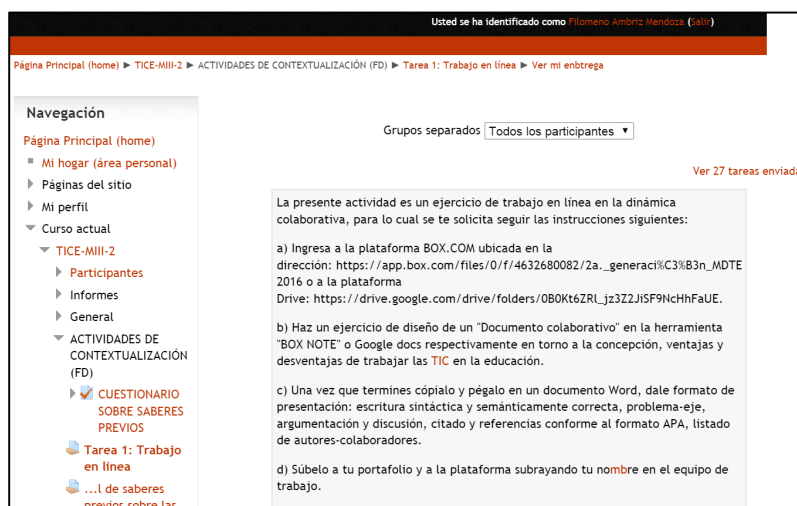 Usted se ha identificado como Filomeno Ambriz Mendoza (Salir)
Página Principal (home) ► TICE-MIII-2 ► ACTIVIDADES DE CONTEXTUALIZACIÓN (FD) ► Tarea 1: Trabajo en línea ► Ver mi enbtrega
Navegación
Página Principal (home)
Mi hogar (área personal)
Páginas del sitio
Mi perfil
Curso actual
TICE-MIII-2
Participantes
Informes
General
ACTIVIDADES DE
CONTEXTUALIZACIÓN
(FD)
CUESTIONARIO
SOBRE SABERES
PREVIOS
Tarea 1: Trabajo
en línea
...l de saberes
previos sobre las
Grupos separados Todos los participantes ▼
Ver 27 tareas enviada
La presente actividad es un ejercicio de trabajo en línea en la dinámica
colaborativa, para lo cual se te solicita seguir las instrucciones siguientes:
a) Ingresa a la plataforma BOX.COM ubicada en la
dirección: https://app.box.com/files/0/f/4632680082/2a._generaci%C3%B3n_MDTE
2016 o a la plataforma
Drive: https://drive.google.com/drive/folders/0B0Kt6ZRl_jz3Z2JiSF9NcHhFaUE.
b) Haz un ejercicio de diseño de un "Documento colaborativo" en la herramienta
"BOX NOTE" o Google docs respectivamente en torno a la concepción, ventajas y
desventajas de trabajar las TIC en la educación.
c) Una vez que termines cópialo y pégalo en un documento Word, dale formato de
presentación: escritura sintáctica y semánticamente correcta, problema-eje,
argumentación y discusión, citado y referencias conforme al formato APA, listado
de autores-colaboradores.
d) Súbelo a tu portafolio y a la plataforma subrayando tu nombre en el equipo de
trabajo.